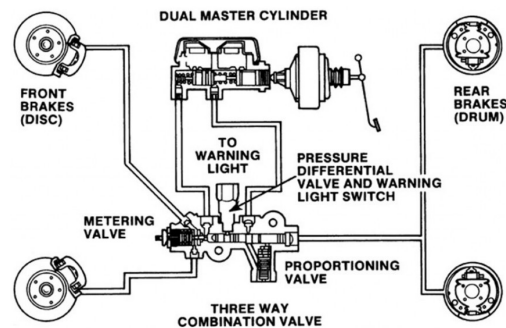 DUAL MASTER CYLINDER
FRONT
BRAKES
(DISC)
REAR
BRAKES
(DRUM)
TO
WARNING
LIGHT
PRESSURE
DIFFERENTIAL
VALVE AND WARNING
LIGHT SWITCH
METERING
VALVE
PROPORTIONING
VALVE
THREE WAY
COMBINATION VALVE